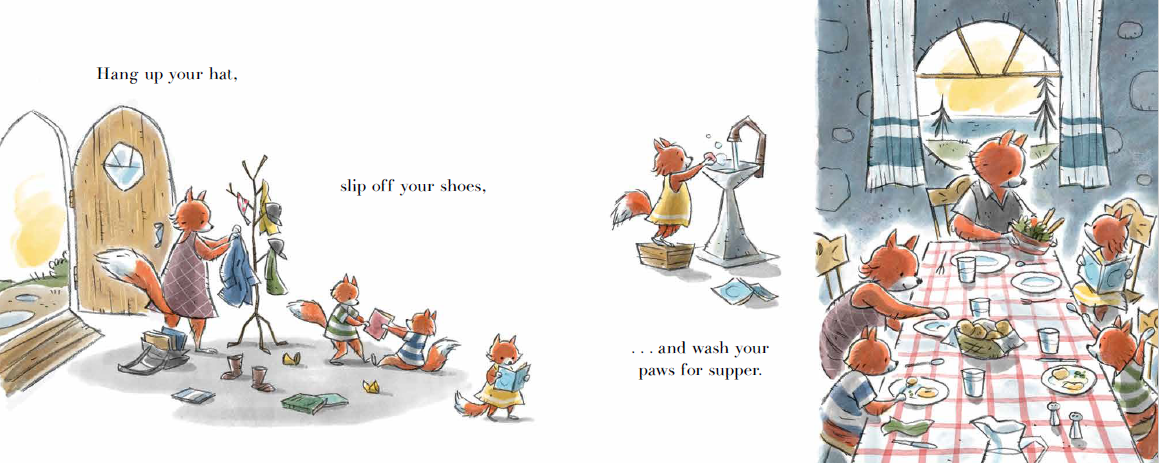 Hang up your hat,
slip off your shoes,
. . . and wash your
paws for supper.